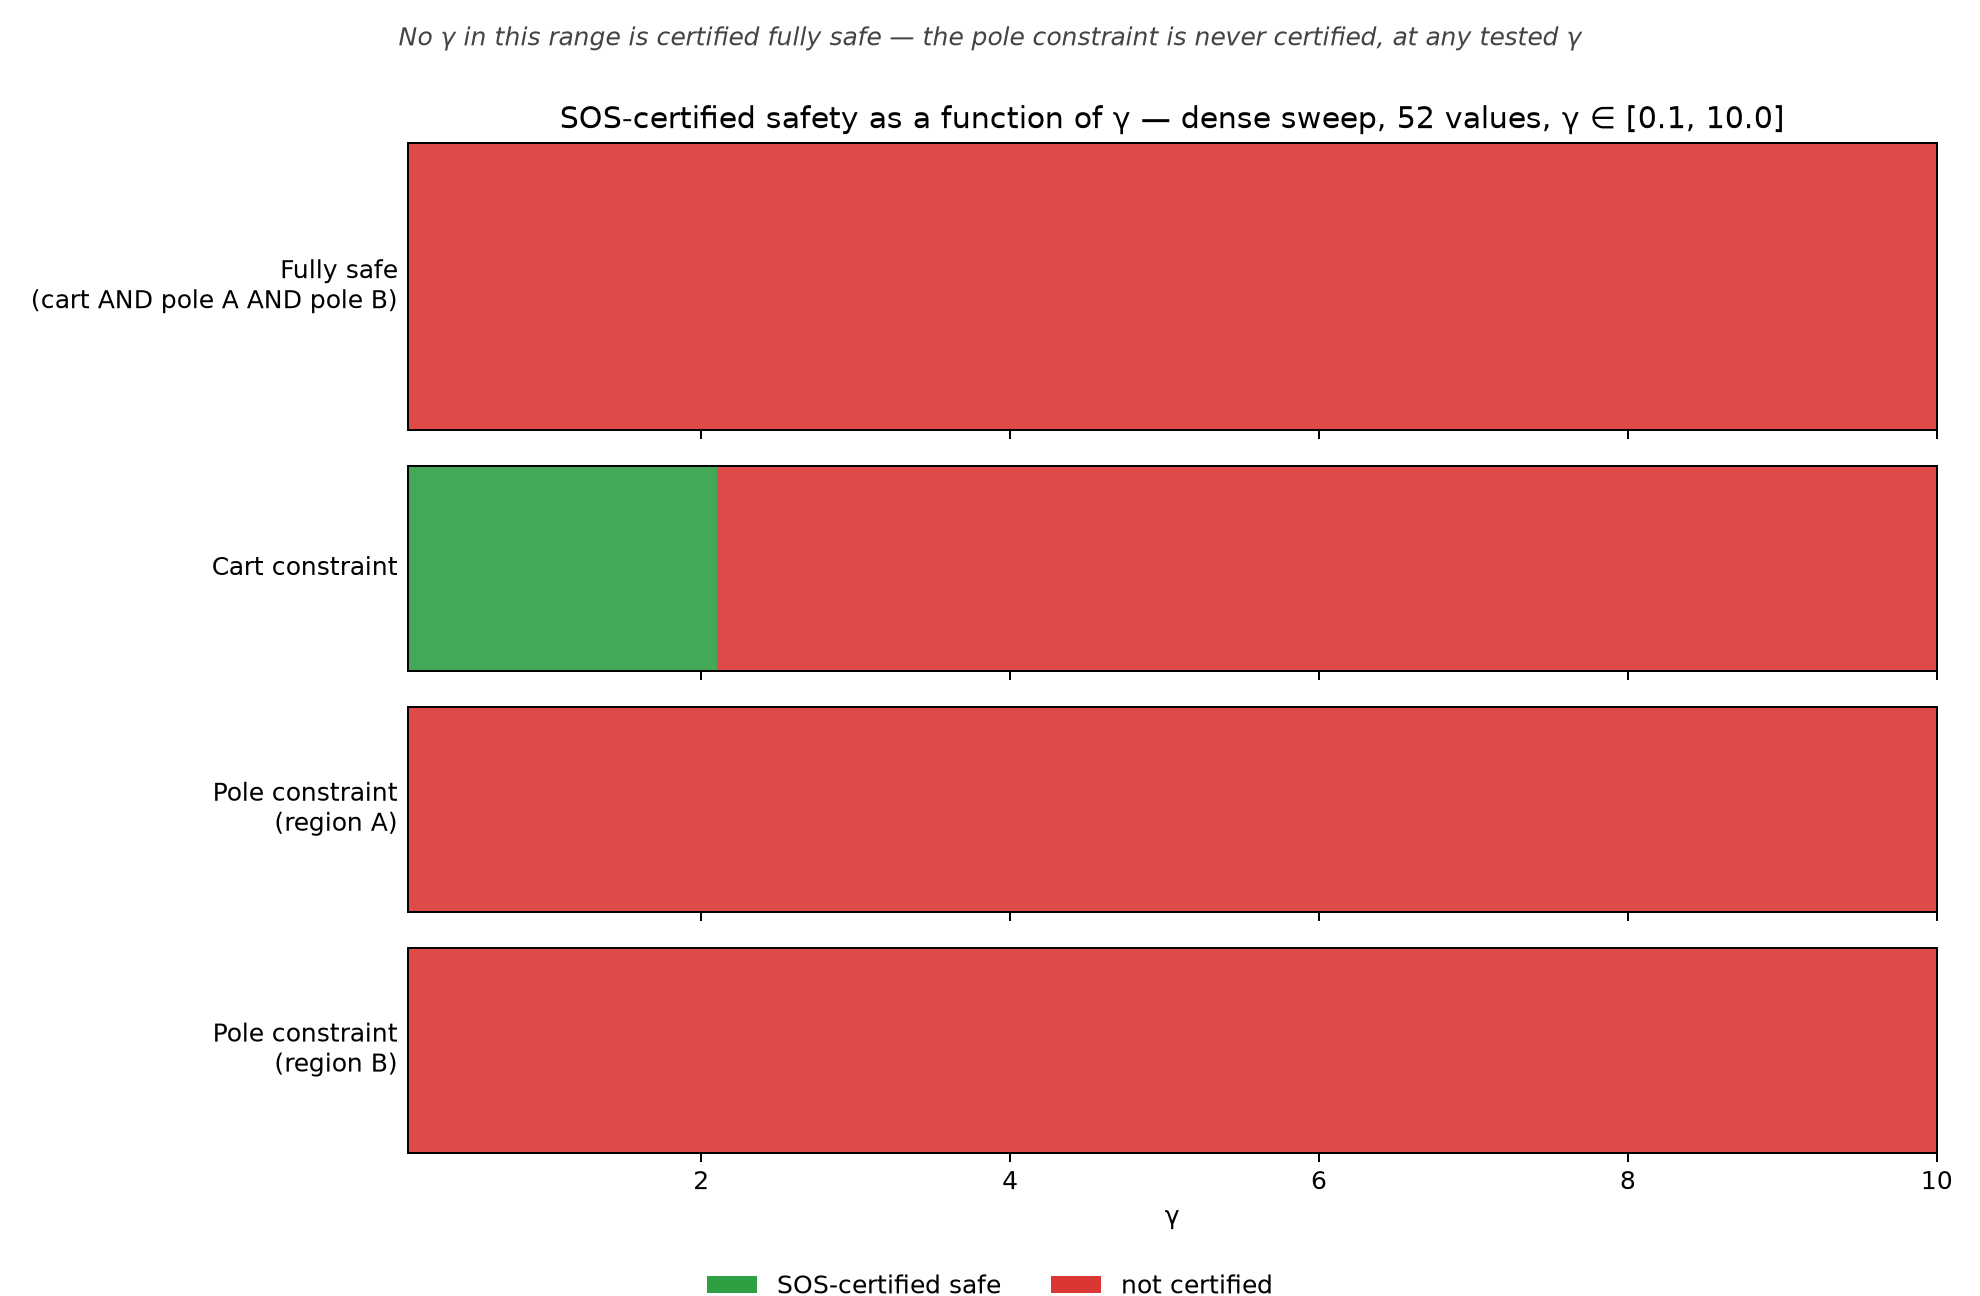 No γ in this range is certified fully safe — the pole constraint is never certified, at any tested γ
SOS-certified safety as a function of γ — dense sweep, 52 values, γ ∈ [0.1, 10.0]
Fully safe
(cart AND pole A AND pole B)
Cart constraint
Pole constraint
(region A)
Pole constraint
(region B)
2 4 6 8 10
γ
SOS-certified safe not certified